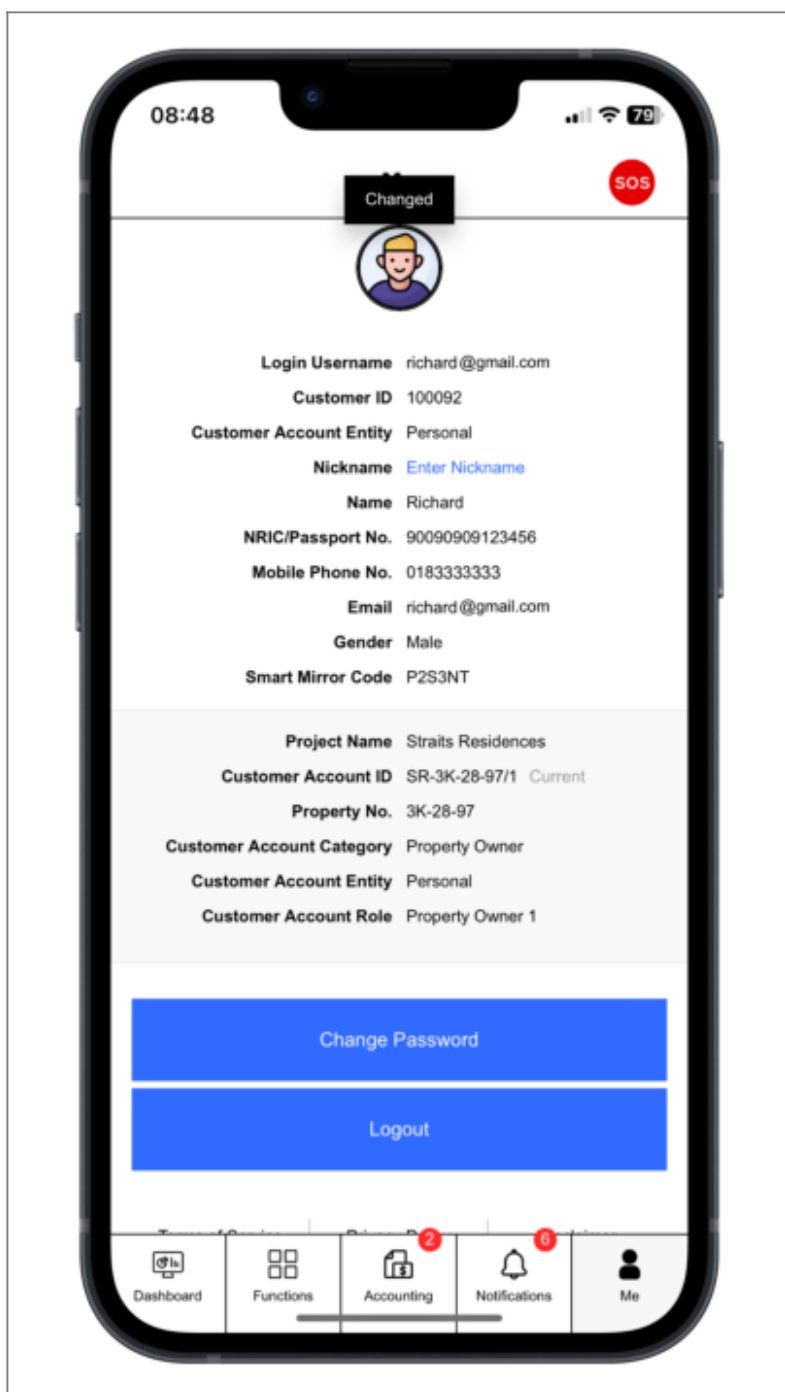 08:48
79
SOS
Changed
Login Username richard@gmail.com
Customer ID 100092
Customer Account Entity Personal
Nickname Enter Nickname
Name Richard
NRIC/Passport No. 90090909123456
Mobile Phone No. 0183333333
Email richard@gmail.com
Gender Male
Smart Mirror Code P2S3NT
Project Name Straits Residences
Customer Account ID SR-3K-28-97/1 Current
Property No. 3K-28-97
Customer Account Category Property Owner
Customer Account Entity Personal
Customer Account Role Property Owner 1
Change Password
Logout
Terms of Service
2 6
Dashboard Functions Accounting Notifications Me